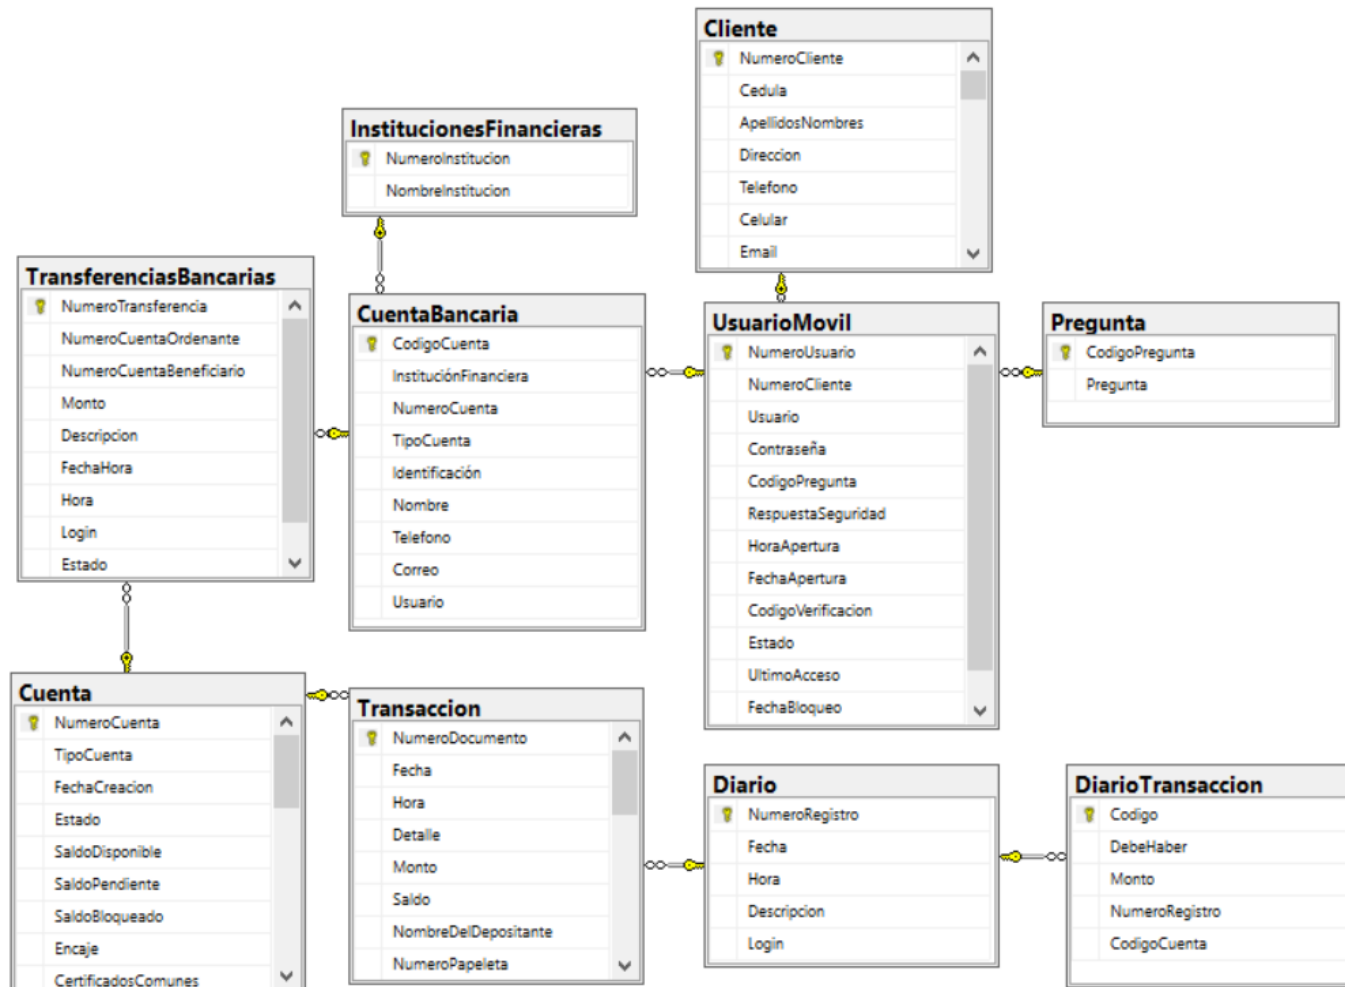 Cliente
NumeroCliente
Cedula
ApellidosNombres
Direccion
Telefono
Celular
Email
InstitucionesFinancieras
NumeroInstitucion
NombreInstitucion
TransferenciasBancarias
NumeroTransferencia
NumeroCuentaOrdenante
NumeroCuentaBeneficiario
Monto
Descripcion
FechaHora
Hora
Login
Estado
CuentaBancaria
CodigoCuenta
InstituciónFinanciera
NumeroCuenta
TipoCuenta
Identificación
Nombre
Telefono
Correo
Usuario
UsuarioMovil
NumeroUsuario
NumeroCliente
Usuario
Contraseña
CodigoPregunta
RespuestaSeguridad
HoraApertura
FechaApertura
CodigoVerificacion
Estado
UltimoAcceso
FechaBloqueo
Pregunta
CodigoPregunta
Pregunta
Cuenta
NumeroCuenta
TipoCuenta
FechaCreacion
Estado
SaldoDisponible
SaldoPendiente
SaldoBloqueado
Encaje
CertificadosComunes
Transaccion
NumeroDocumento
Fecha
Hora
Detalle
Monto
Saldo
NombreDelDepositante
NumeroPapeleta
Diario
NumeroRegistro
Fecha
Hora
Descripcion
Login
DiarioTransaccion
Codigo
DebeHaber
Monto
NumeroRegistro
CodigoCuenta